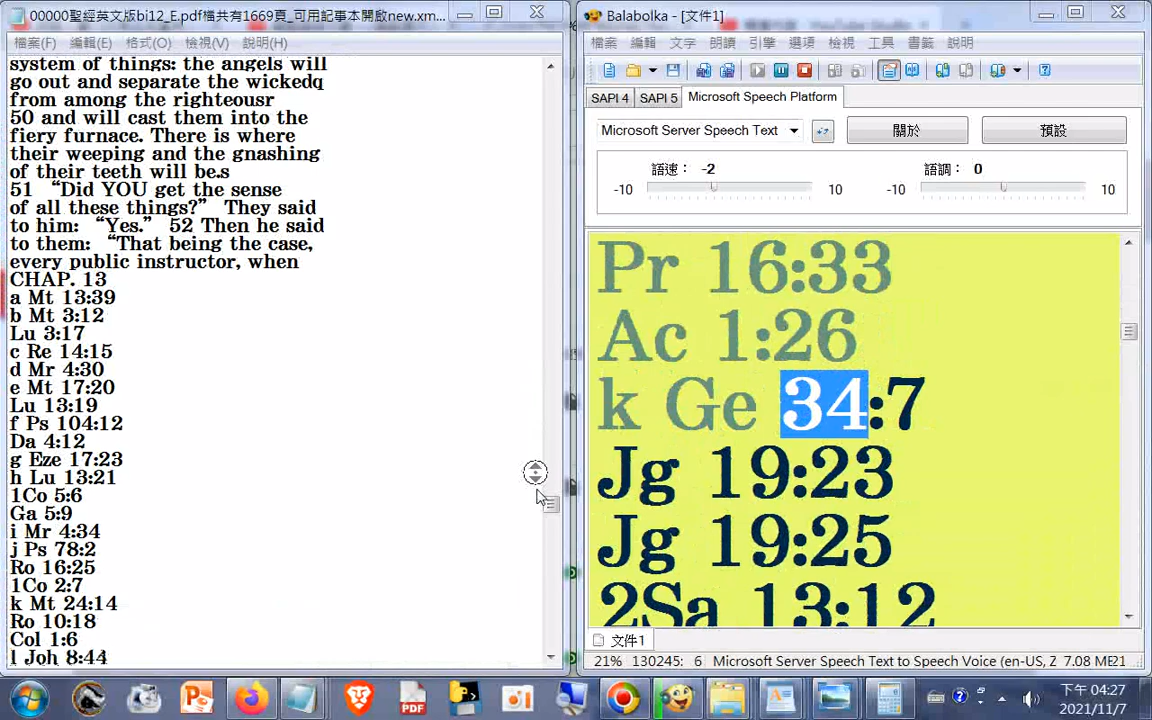 00000聖經英文版bi12_E.pdf檔共有1669頁_可用記事本開啟new.xm...
檔案(F) 編輯(E) 格式(O) 檢視(V) 說明(H)
system of things: the angels will
go out and separate the wickedq
from among the righteousr
50 and will cast them into the
fiery furnace. There is where
their weeping and the gnashing
of their teeth will be.s
51 “Did YOU get the sense
of all these things?” They said
to him: “Yes.” 52 Then he said
to them: “That being the case,
every public instructor, when
CHAP. 13
a Mt 13:39
b Mt 3:12
Lu 3:17
c Re 14:15
d Mr 4:30
e Mt 17:20
Lu 13:19
f Ps 104:12
Da 4:12
g Eze 17:23
h Lu 13:21
1Co 5:6
Ga 5:9
i Mr 4:34
j Ps 78:2
Ro 16:25
1Co 2:7
k Mt 24:14
Ro 10:18
Col 1:6
l Joh 8:44
Balabolka - [文件1]
檔案 編輯 文字 朗讀 引擎 選項 檢視 工具 書籤 說明
SAPI 4 SAPI 5 Microsoft Speech Platform
Microsoft Server Speech Text 關於 預設
語速： -2 語調： 0
-10 10 -10 10
Pr 16:33
Ac 1:26
k Ge 34:7
Jg 19:23
Jg 19:25
2Sa 13:12
文件1
21% 130245: 6 Microsoft Server Speech Text to Speech Voice (en-US, Z 7.08 ME21
下午 04:27
2021/11/7